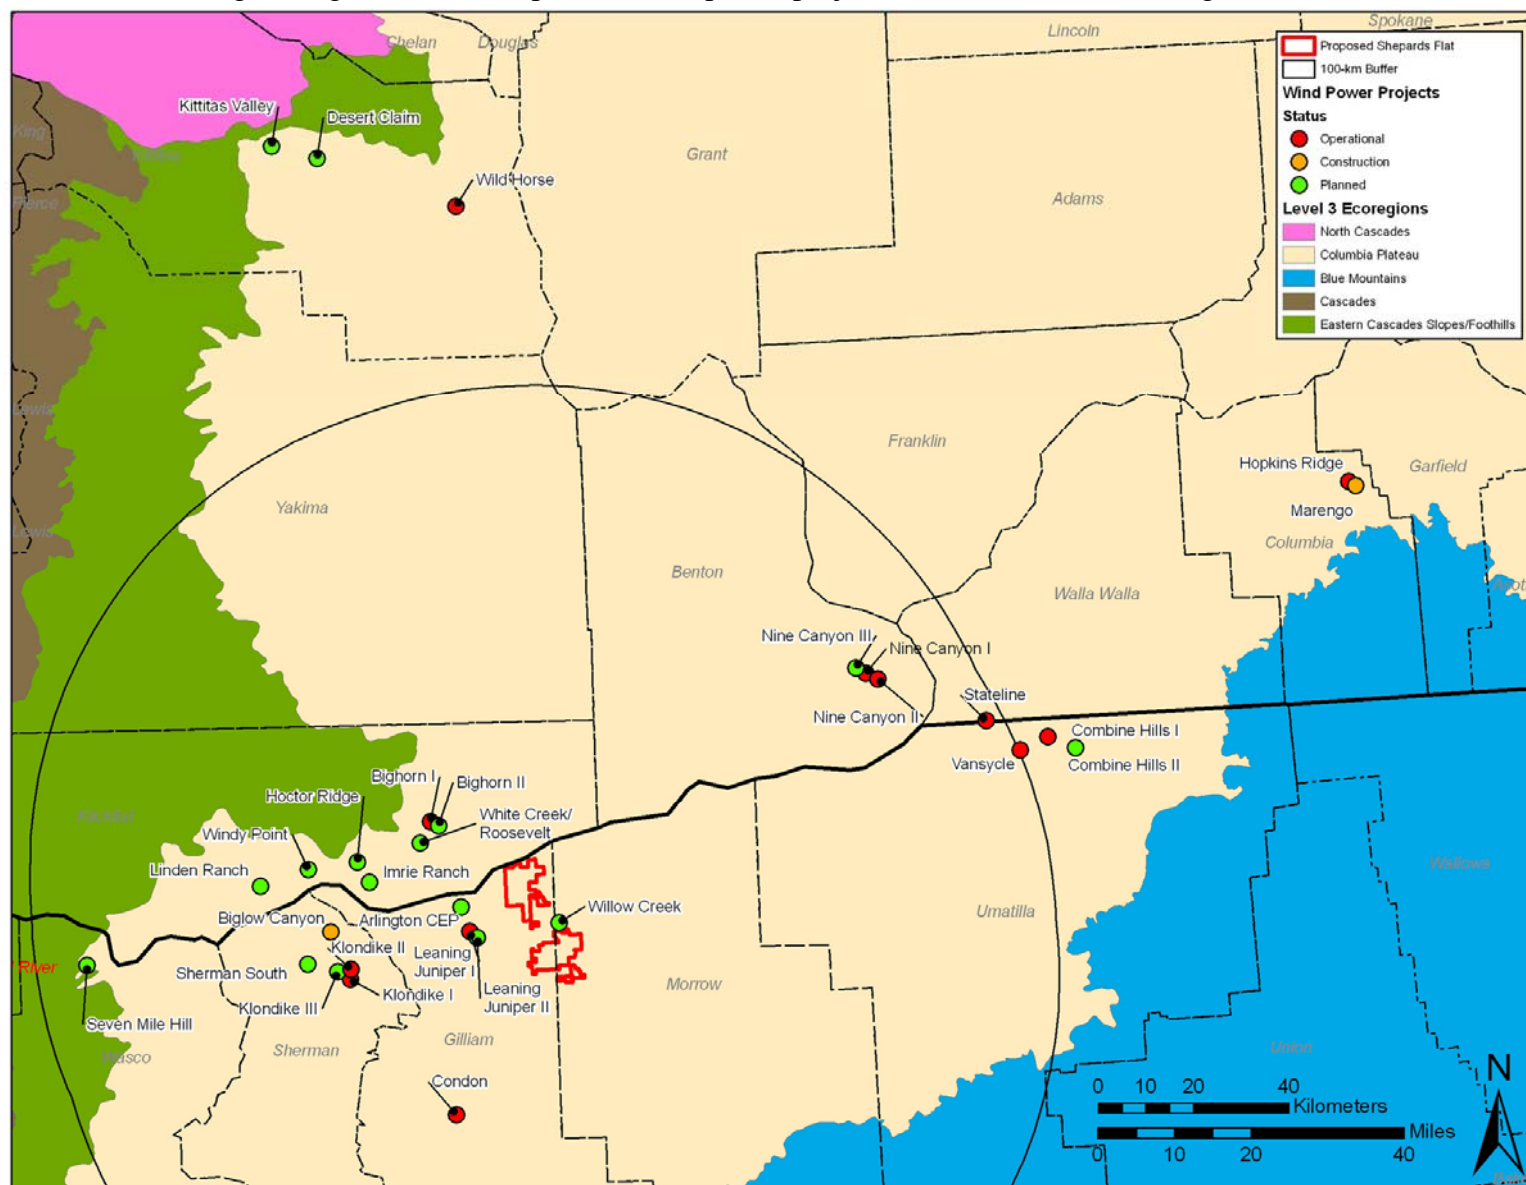 Chelan
Douglas
Lincoln
Spokane
Proposed Shepards Flat
100-km Buffer
Wind Power Projects
Status
Operational
Construction
Planned
Level 3 Ecoregions
North Cascades
Columbia Plateau
Blue Mountains
Cascades
Eastern Cascades Slopes/Foothills
Kittitas Valley
Desert Claim
King
Grant
Wild Horse
Adams
Pierce
Lewis
Franklin
Hopkins Ridge
Garfield
Yakima
Marengo
Lewis
Columbia
Benton
Walla Walla
Nine Canyon III
Nine Canyon I
Stateline
Nine Canyon II
Combine Hills I
Vansycle
Combine Hills II
Bighorn I
Bighorn II
Hoctor Ridge
White Creek/
Roosevelt
Klickitat
Windy Point
Linden Ranch
Imrie Ranch
Wallowa
Willow Creek
Umatilla
Biglow Canyon
Arlington CEP
Klondike II
Leaning
Juniper I
River
Sherman South
Morrow
Klondike I
Leaning
Juniper II
Klondike III
Seven Mile Hill
Gilliam
Wasco
Sherman
Union
Condon
N
0 10 20 40
Kilometers
Miles
0 10 20 40